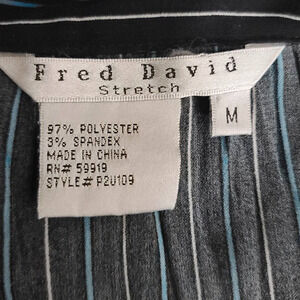 Fred David
Stretch
M
97% POLYESTER
3% SPANDEX
MADE IN CHINA
RN# 59919
STYLE# P2U109